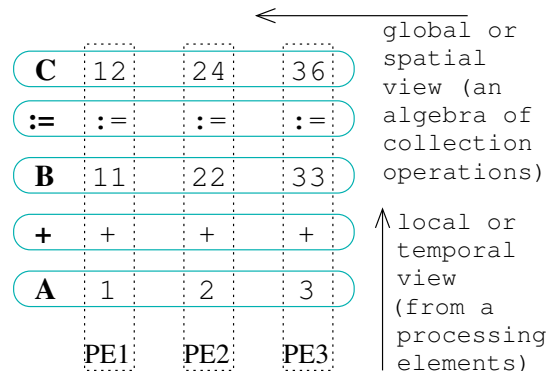 global or
spatial
view (an
algebra of
collection
operations)
C 12 24 36
:= := := :=
B 11 22 33
+ + + +
A 1 2 3
PE1 PE2 PE3
local or
temporal
view
(from a
processing
elements)